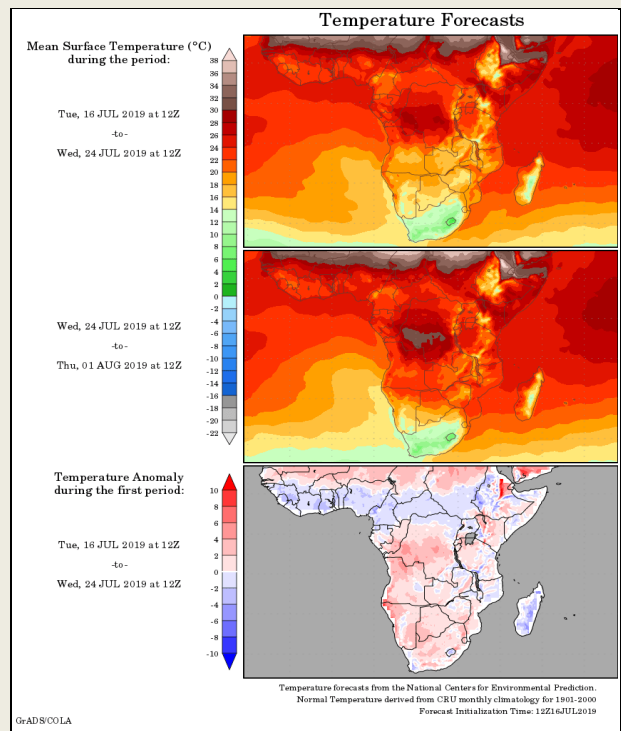 Temperature Forecasts
Mean Surface Temperature (°C)
during the period:
38
36
34
32
30
28
26
24
22
20
18
16
14
12
10
8
6
4
2
0
-2
-4
-6
-8
-10
-12
-14
-16
-18
-20
-22
Tue, 16 JUL 2019 at 12Z
-to-
Wed, 24 JUL 2019 at 12Z
Wed, 24 JUL 2019 at 12Z
-to-
Thu, 01 AUG 2019 at 12Z
Temperature Anomaly
during the first period:
10
8
6
4
2
0
-2
-4
-6
-8
-10
Tue, 16 JUL 2019 at 12Z
-to-
Wed, 24 JUL 2019 at 12Z
Temperature forecasts from the National Centers for Environmental Prediction.
Normal Temperature derived from CRU monthly climatology for 1901-2000
Forecast Initialization Time: 12Z16JUL2019
GrADS/COLA